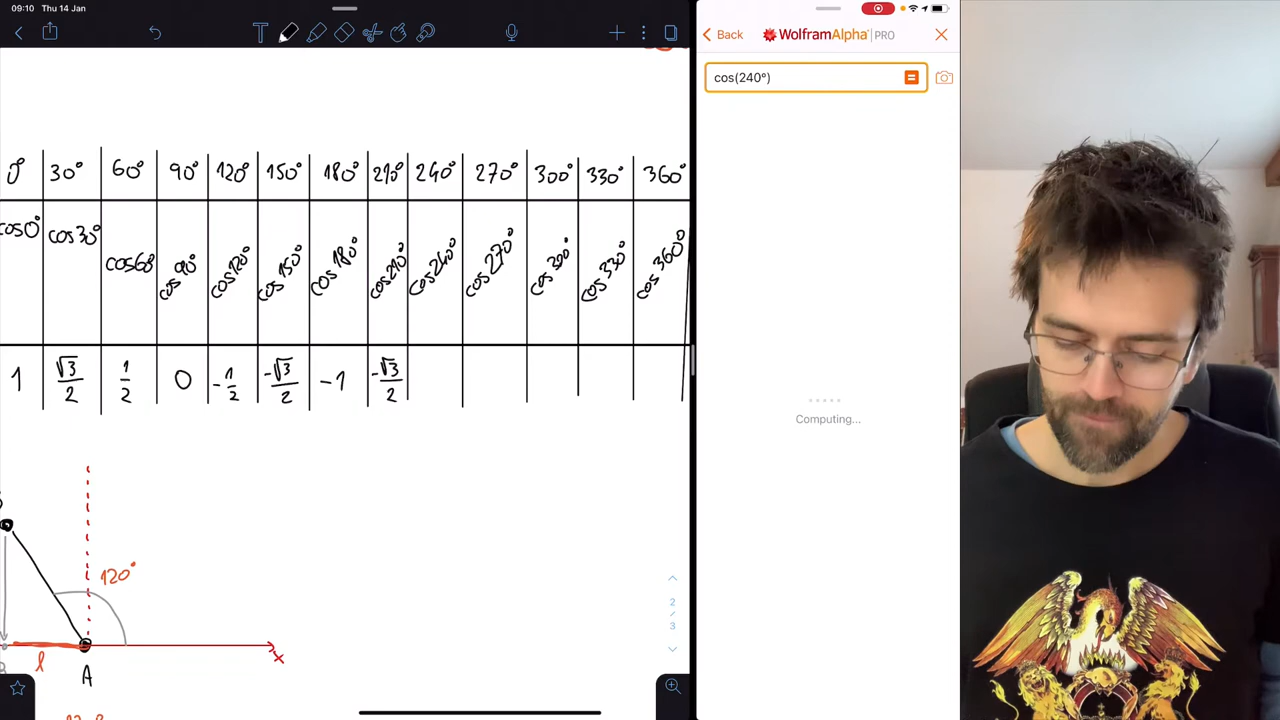 09:10 Thu 14 Jan
T
Back
WolframAlpha PRO
cos(240°)
0° 30° 60° 90° 120° 150° 180° 210° 240° 270° 300° 330° 360°
cos0° cos30° cos60 cos90° cos120° cos150° cos180° cos210° cos240° cos270° cos300° cos330° cos360°
1 √3/2 1/2 0 -1/2 -√3/2 -1 -√3/2
Computing...
120°
x
l
A
2
/
3